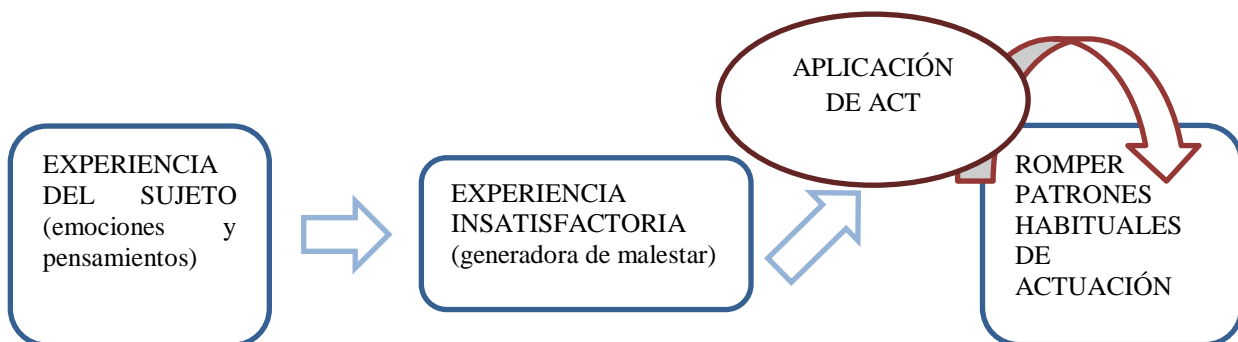 EXPERIENCIA
DEL SUJETO
(emociones y
pensamientos)
EXPERIENCIA
INSATISFACTORIA
(generadora de malestar)
APLICACIÓN
DE ACT
ROMPER
PATRONES
HABITUALES
DE
ACTUACIÓN